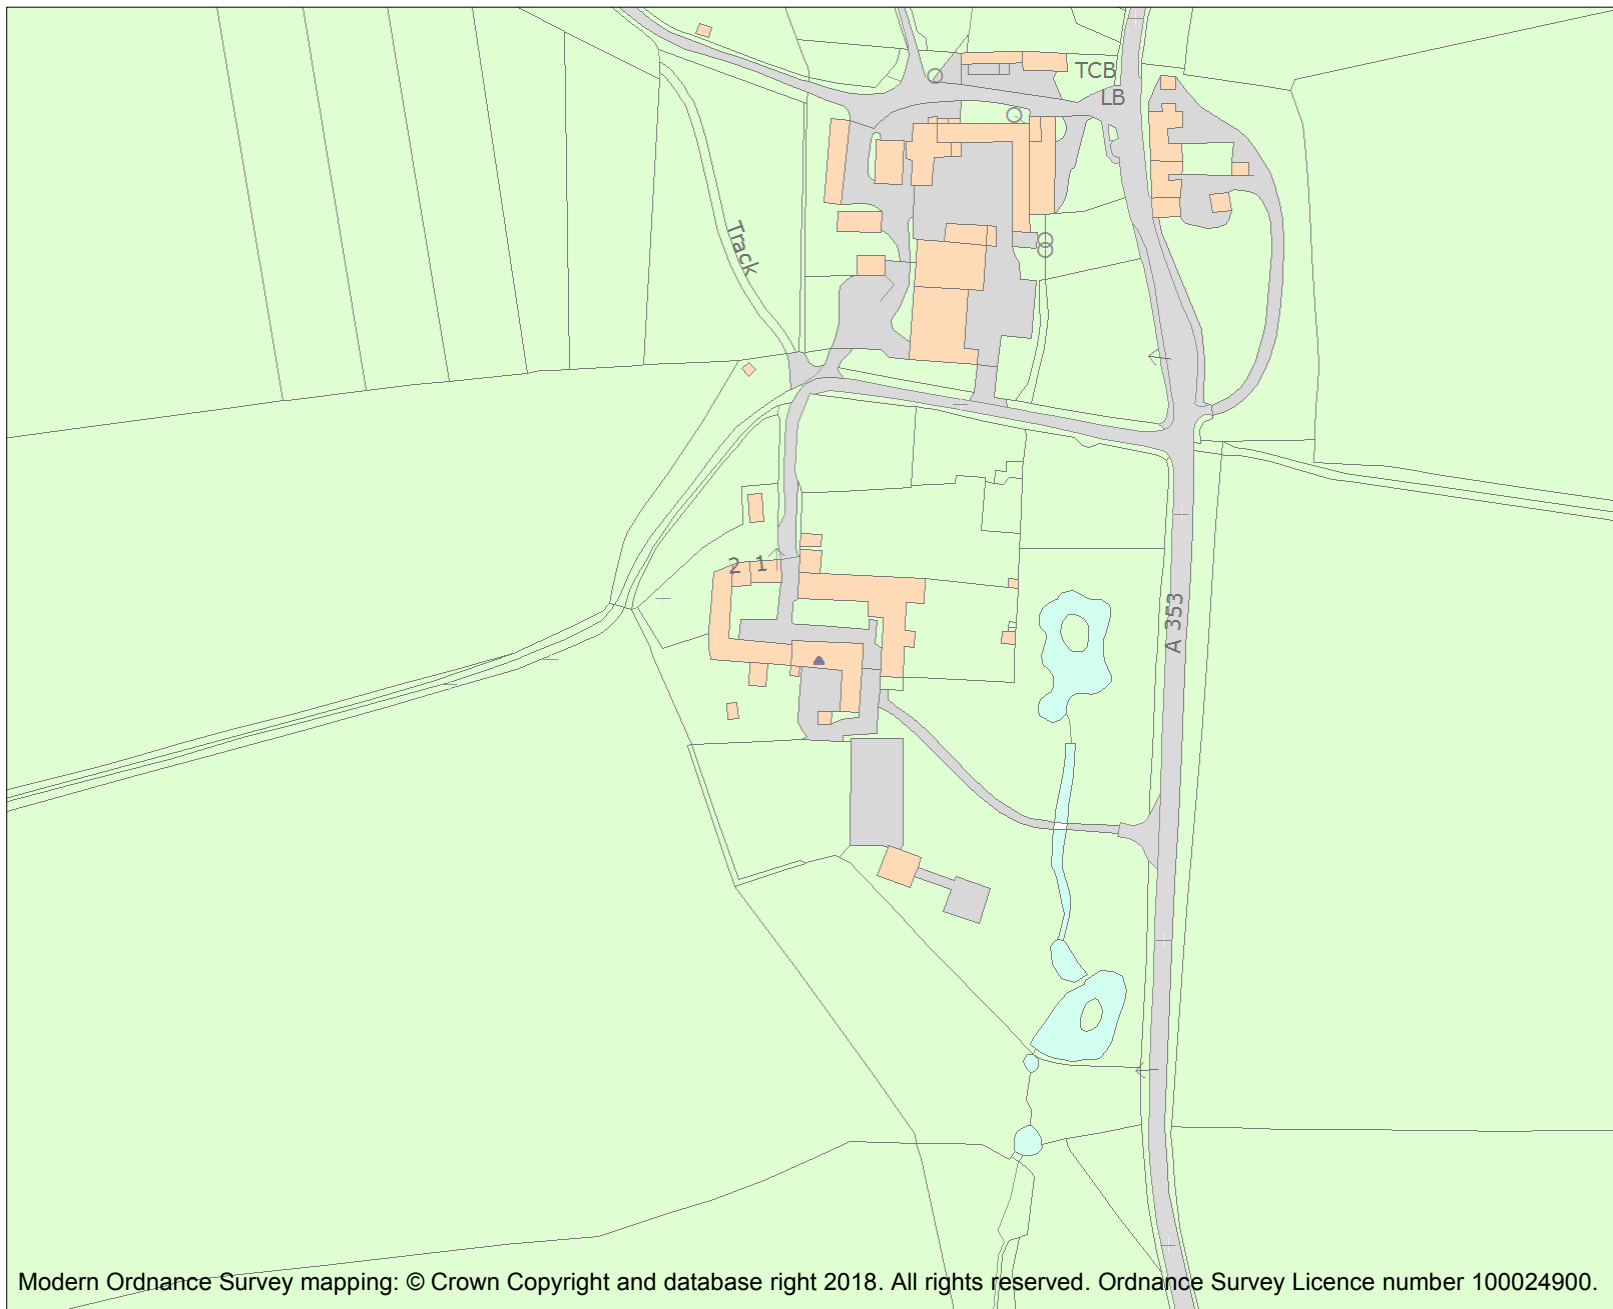 TCB
LB
Track
2 1
A 353
Modern Ordnance Survey mapping: © Crown Copyright and database right 2018. All rights reserved. Ordnance Survey Licence number 100024900.